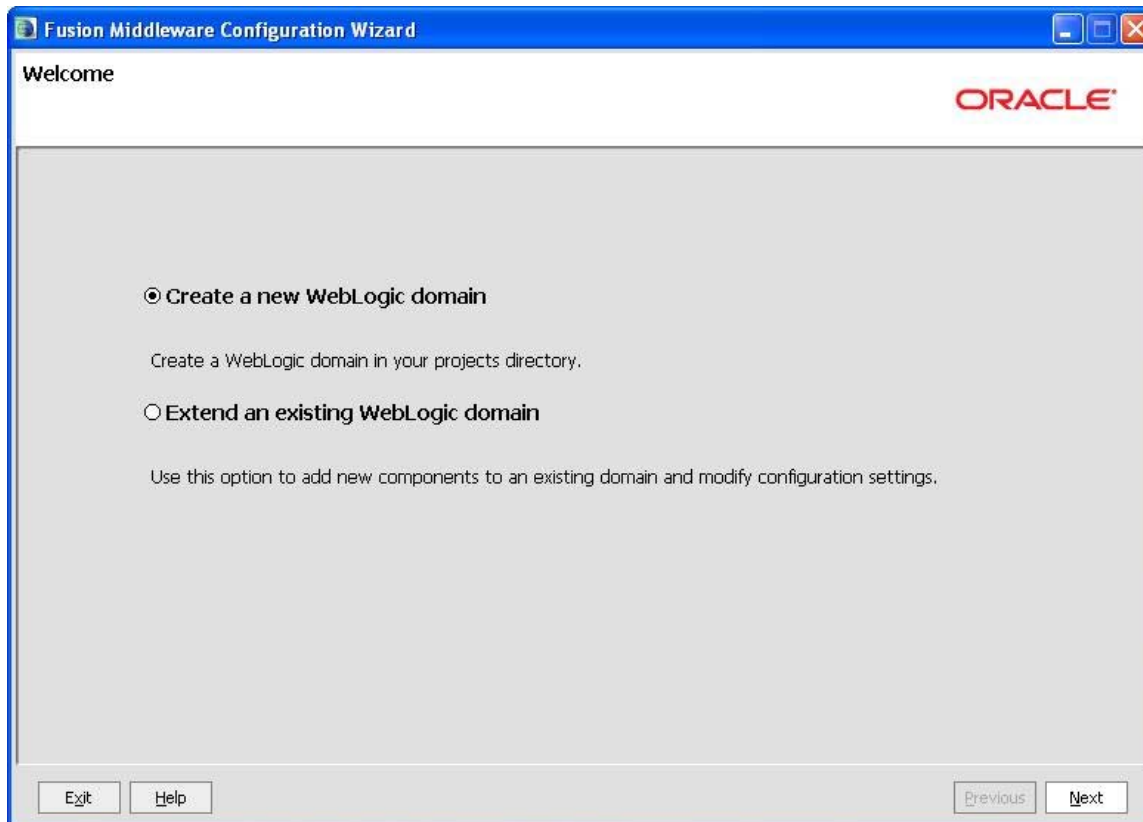 Fusion Middleware Configuration Wizard
Welcome
ORACLE
Create a new WebLogic domain
Create a WebLogic domain in your projects directory.
Extend an existing WebLogic domain
Use this option to add new components to an existing domain and modify configuration settings.
Exit Help Previous Next